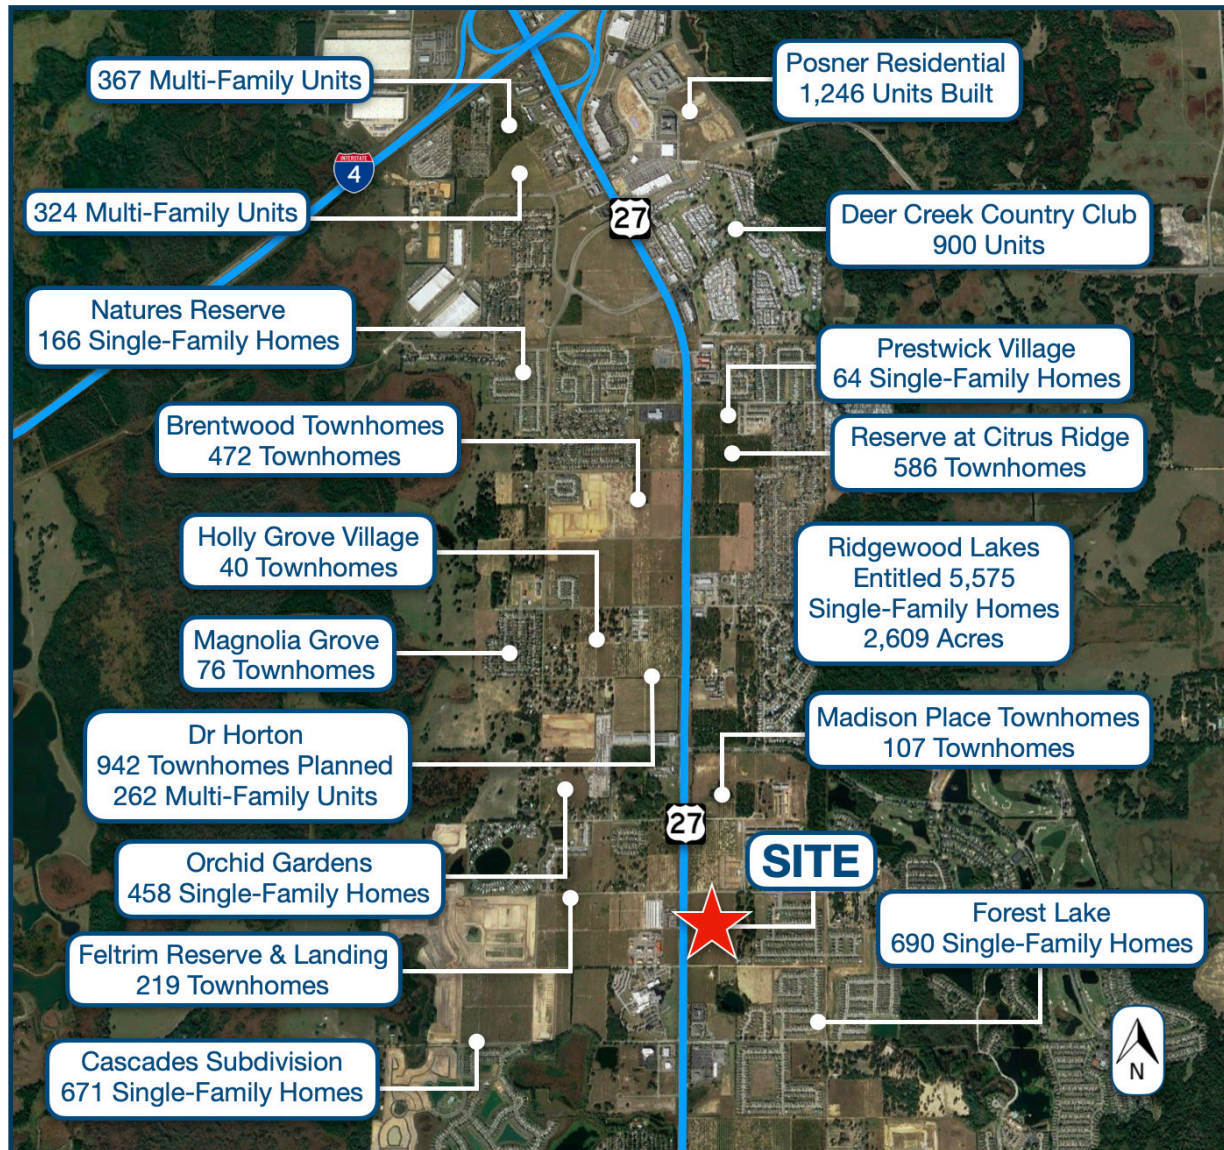 367 Multi-Family Units
Posner Residential
1,246 Units Built
INTERSTATE
4
324 Multi-Family Units
27
Deer Creek Country Club
900 Units
Natures Reserve
166 Single-Family Homes
Prestwick Village
64 Single-Family Homes
Brentwood Townhomes
472 Townhomes
Reserve at Citrus Ridge
586 Townhomes
Holly Grove Village
40 Townhomes
Ridgewood Lakes
Entitled 5,575
Single-Family Homes
2,609 Acres
Magnolia Grove
76 Townhomes
Dr Horton
942 Townhomes Planned
262 Multi-Family Units
Madison Place Townhomes
107 Townhomes
27
SITE
Orchid Gardens
458 Single-Family Homes
Forest Lake
690 Single-Family Homes
Feltrim Reserve & Landing
219 Townhomes
Cascades Subdivision
671 Single-Family Homes
N